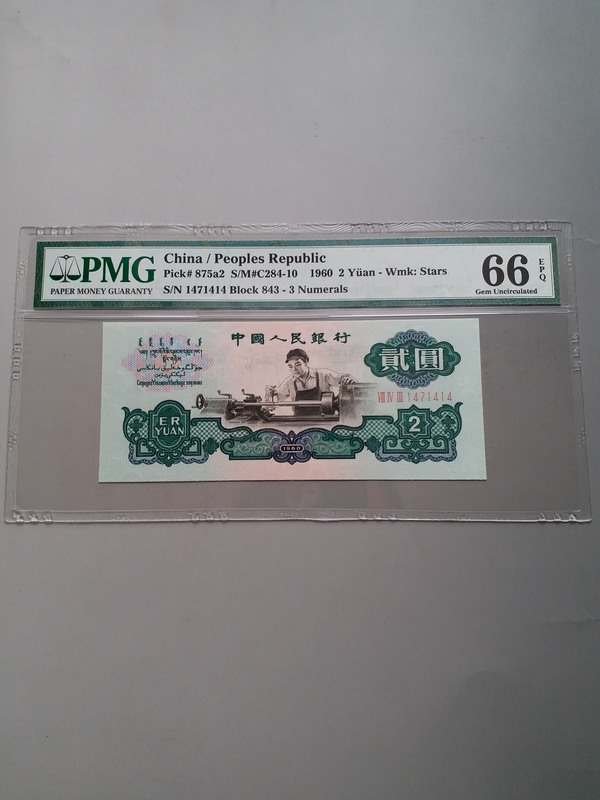 PMG
PAPER MONEY GUARANTY
China / Peoples Republic
Pick# 875a2 S/M#C284-10 1960 2 Yüan - Wmk: Stars
S/N 1471414 Block 843 - 3 Numerals
66 EPQ
Gem Uncirculated
中國人民銀行
貳圓
VIII IV III 1471414
ER
YUAN
1960
2